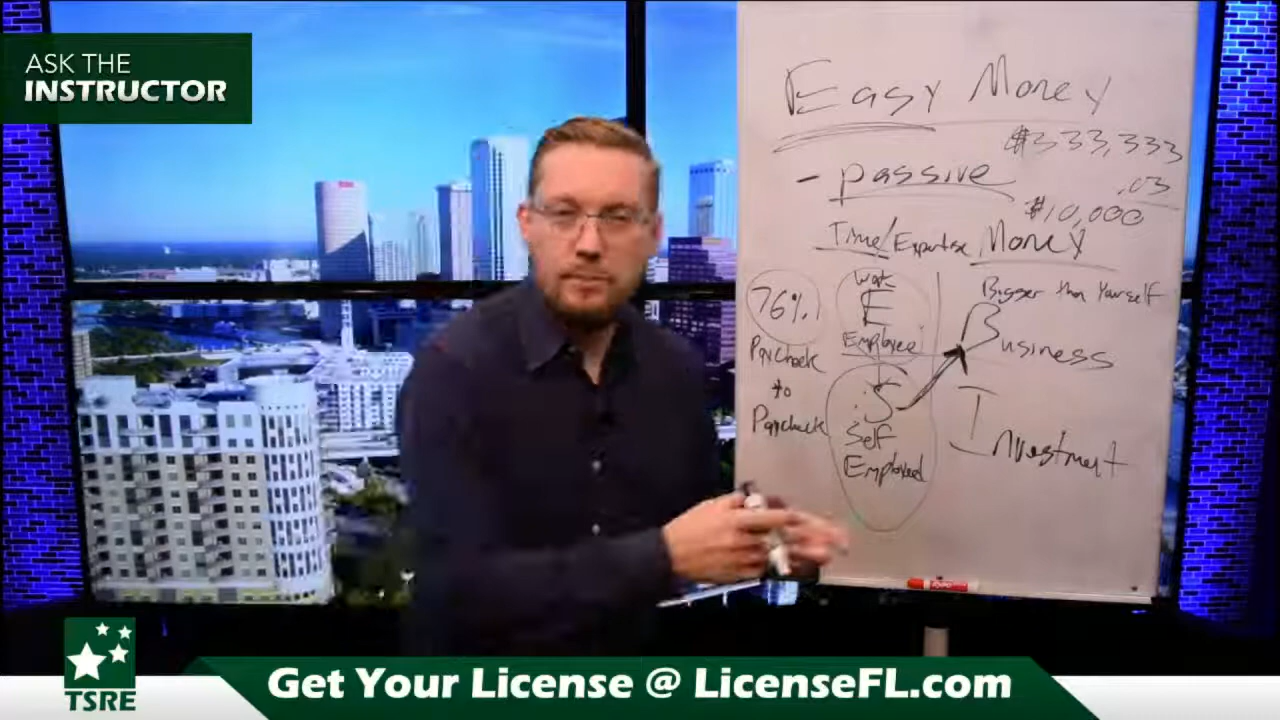 ASK THE
INSTRUCTOR
Easy Money
$333,333
- passive
.03
$10,000
Time/Expertise Money
Work
E
Employee
76%
Paycheck
to
Paycheck
Bigger than Yourself
Business
S
Self
Employed
Investment
TSRE
Get Your License @ LicenseFL.com